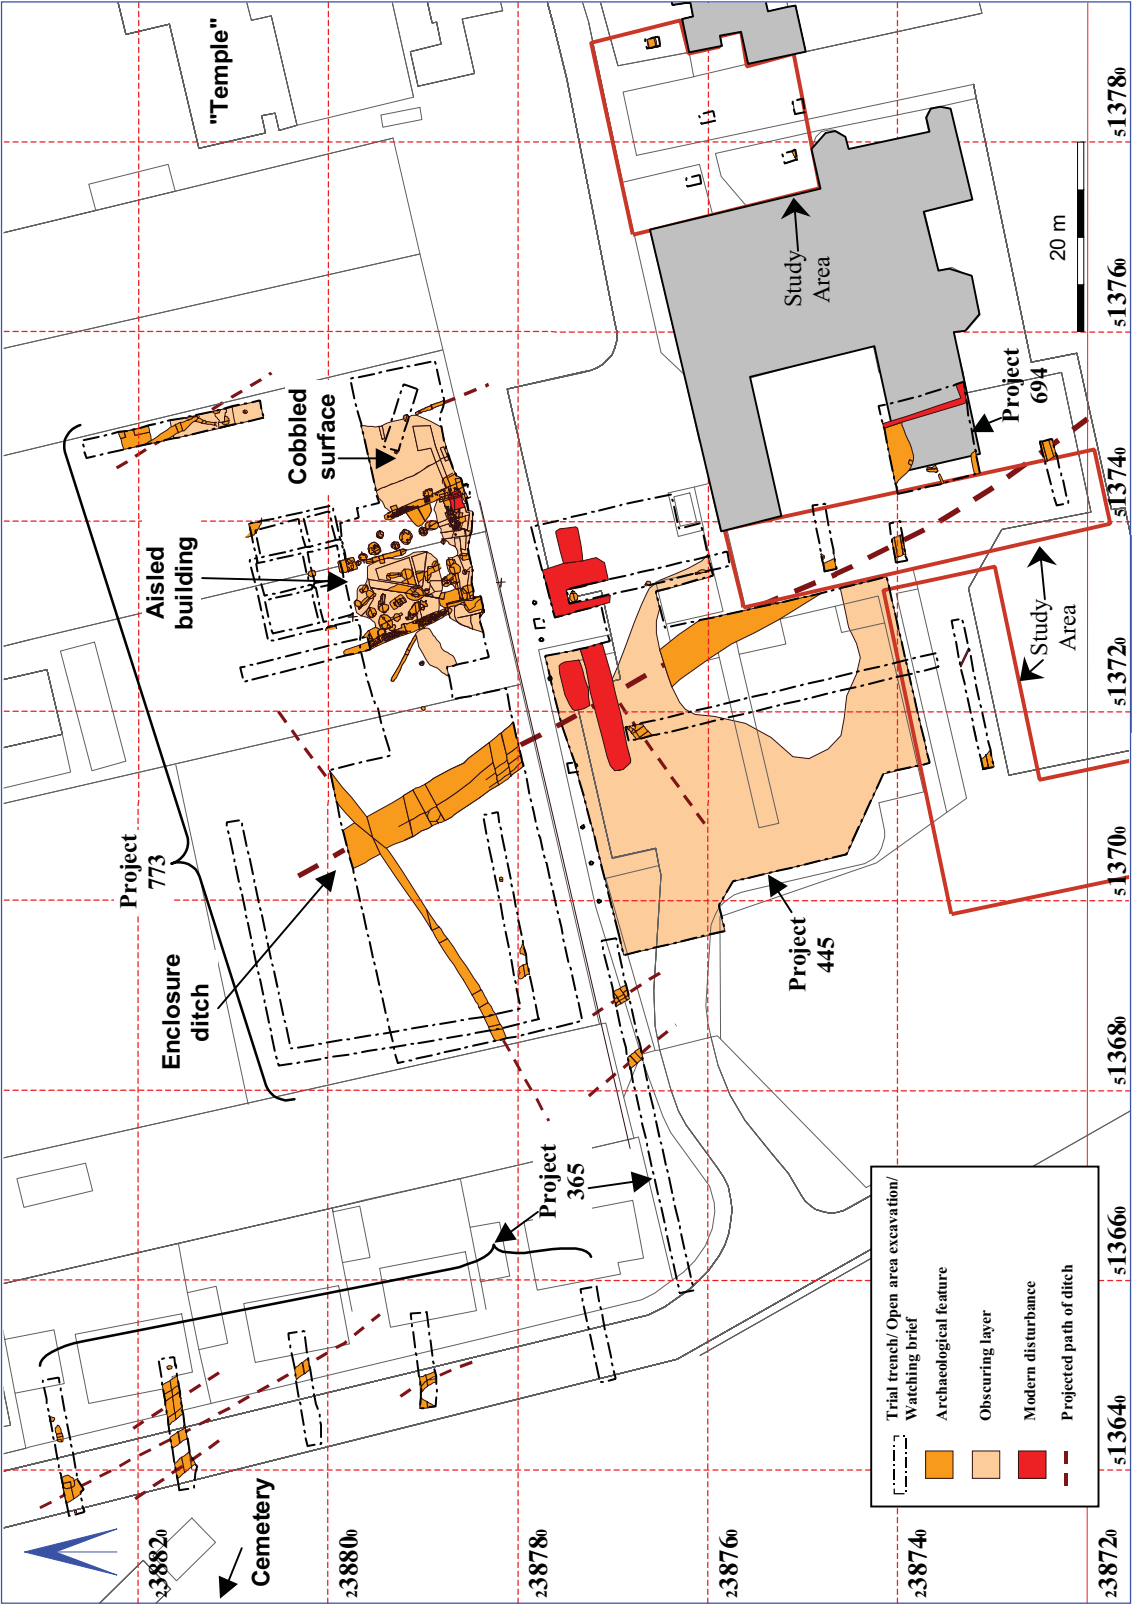 "Temple"
Cobbled
surface
Aisled
building
Project
773
Enclosure
ditch
Study
Area
Project
694
Study
Area
Project
445
Project
365
Cemetery
20 m
513780
513760
513740
513720
513700
513680
513660
513640
238820
238800
238780
238760
238740
238720
Trial trench/ Open area excavation/
Watching brief
Archaeological feature
Obscuring layer
Modern disturbance
Projected path of ditch